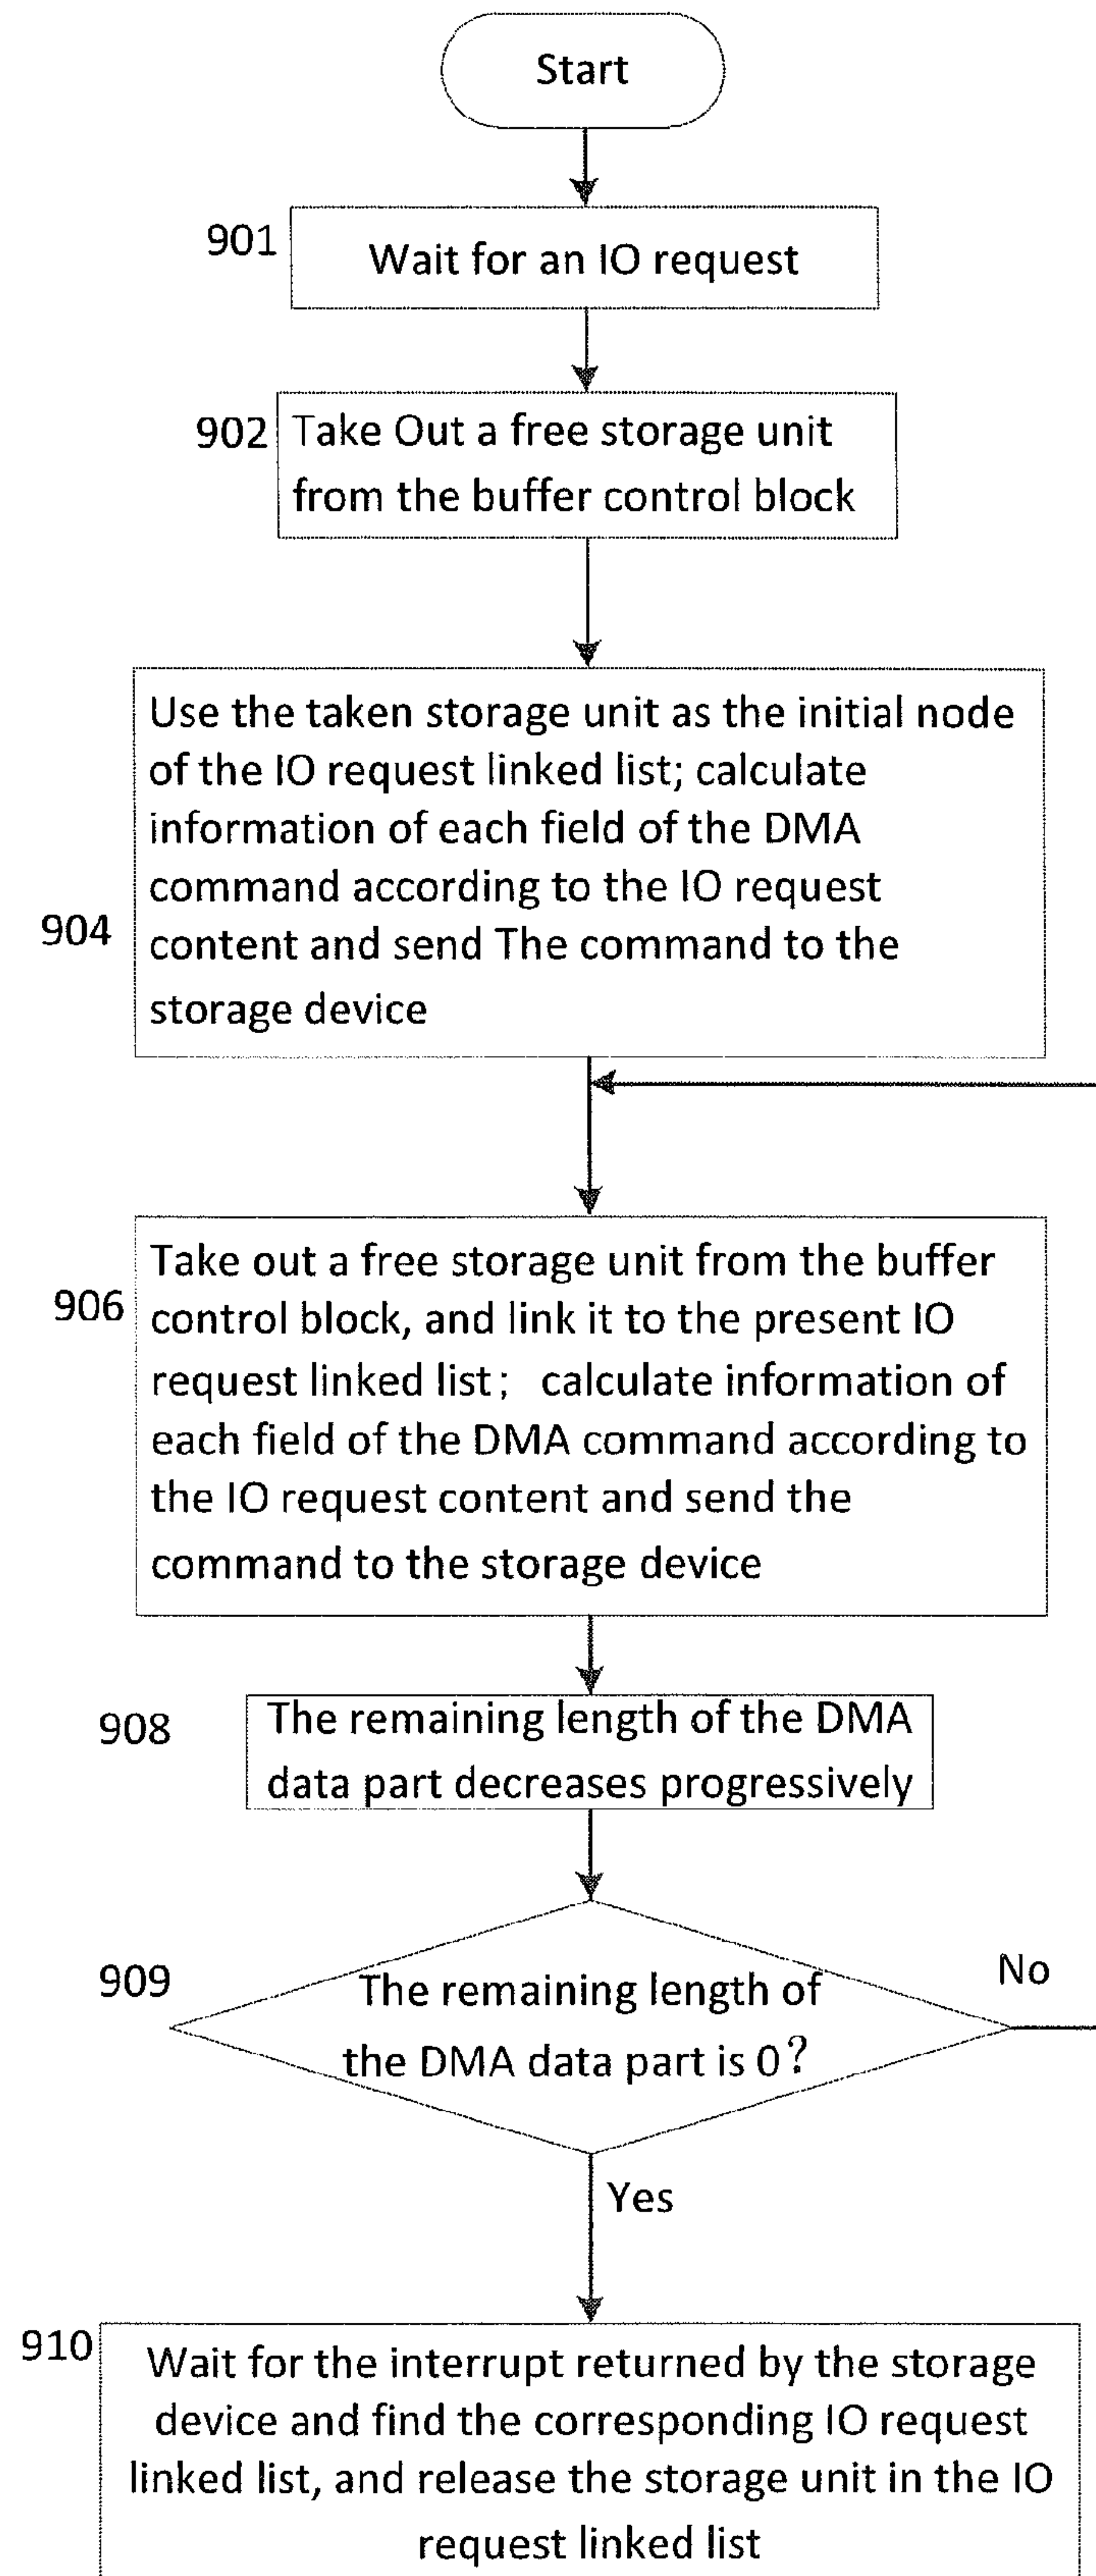 Start
901
Wait for an IO request
902
Take Out a free storage unit
from the buffer control block
Use the taken storage unit as the initial node
of the IO request linked list; calculate
information of each field of the DMA
command according to the IO request
904
content and send The command to the
storage device
Take out a free storage unit from the buffer
906
control block, and link it to the present IO
request linked list; calculate information of
each field of the DMA command according to
the IO request content and send the
command to the storage device
908
The remaining length of the DMA
data part decreases progressively
909
The remaining length of
the DMA data part is 0?
No
Yes
910
Wait for the interrupt returned by the storage
device and find the corresponding IO request
linked list, and release the storage unit in the IO
request linked list